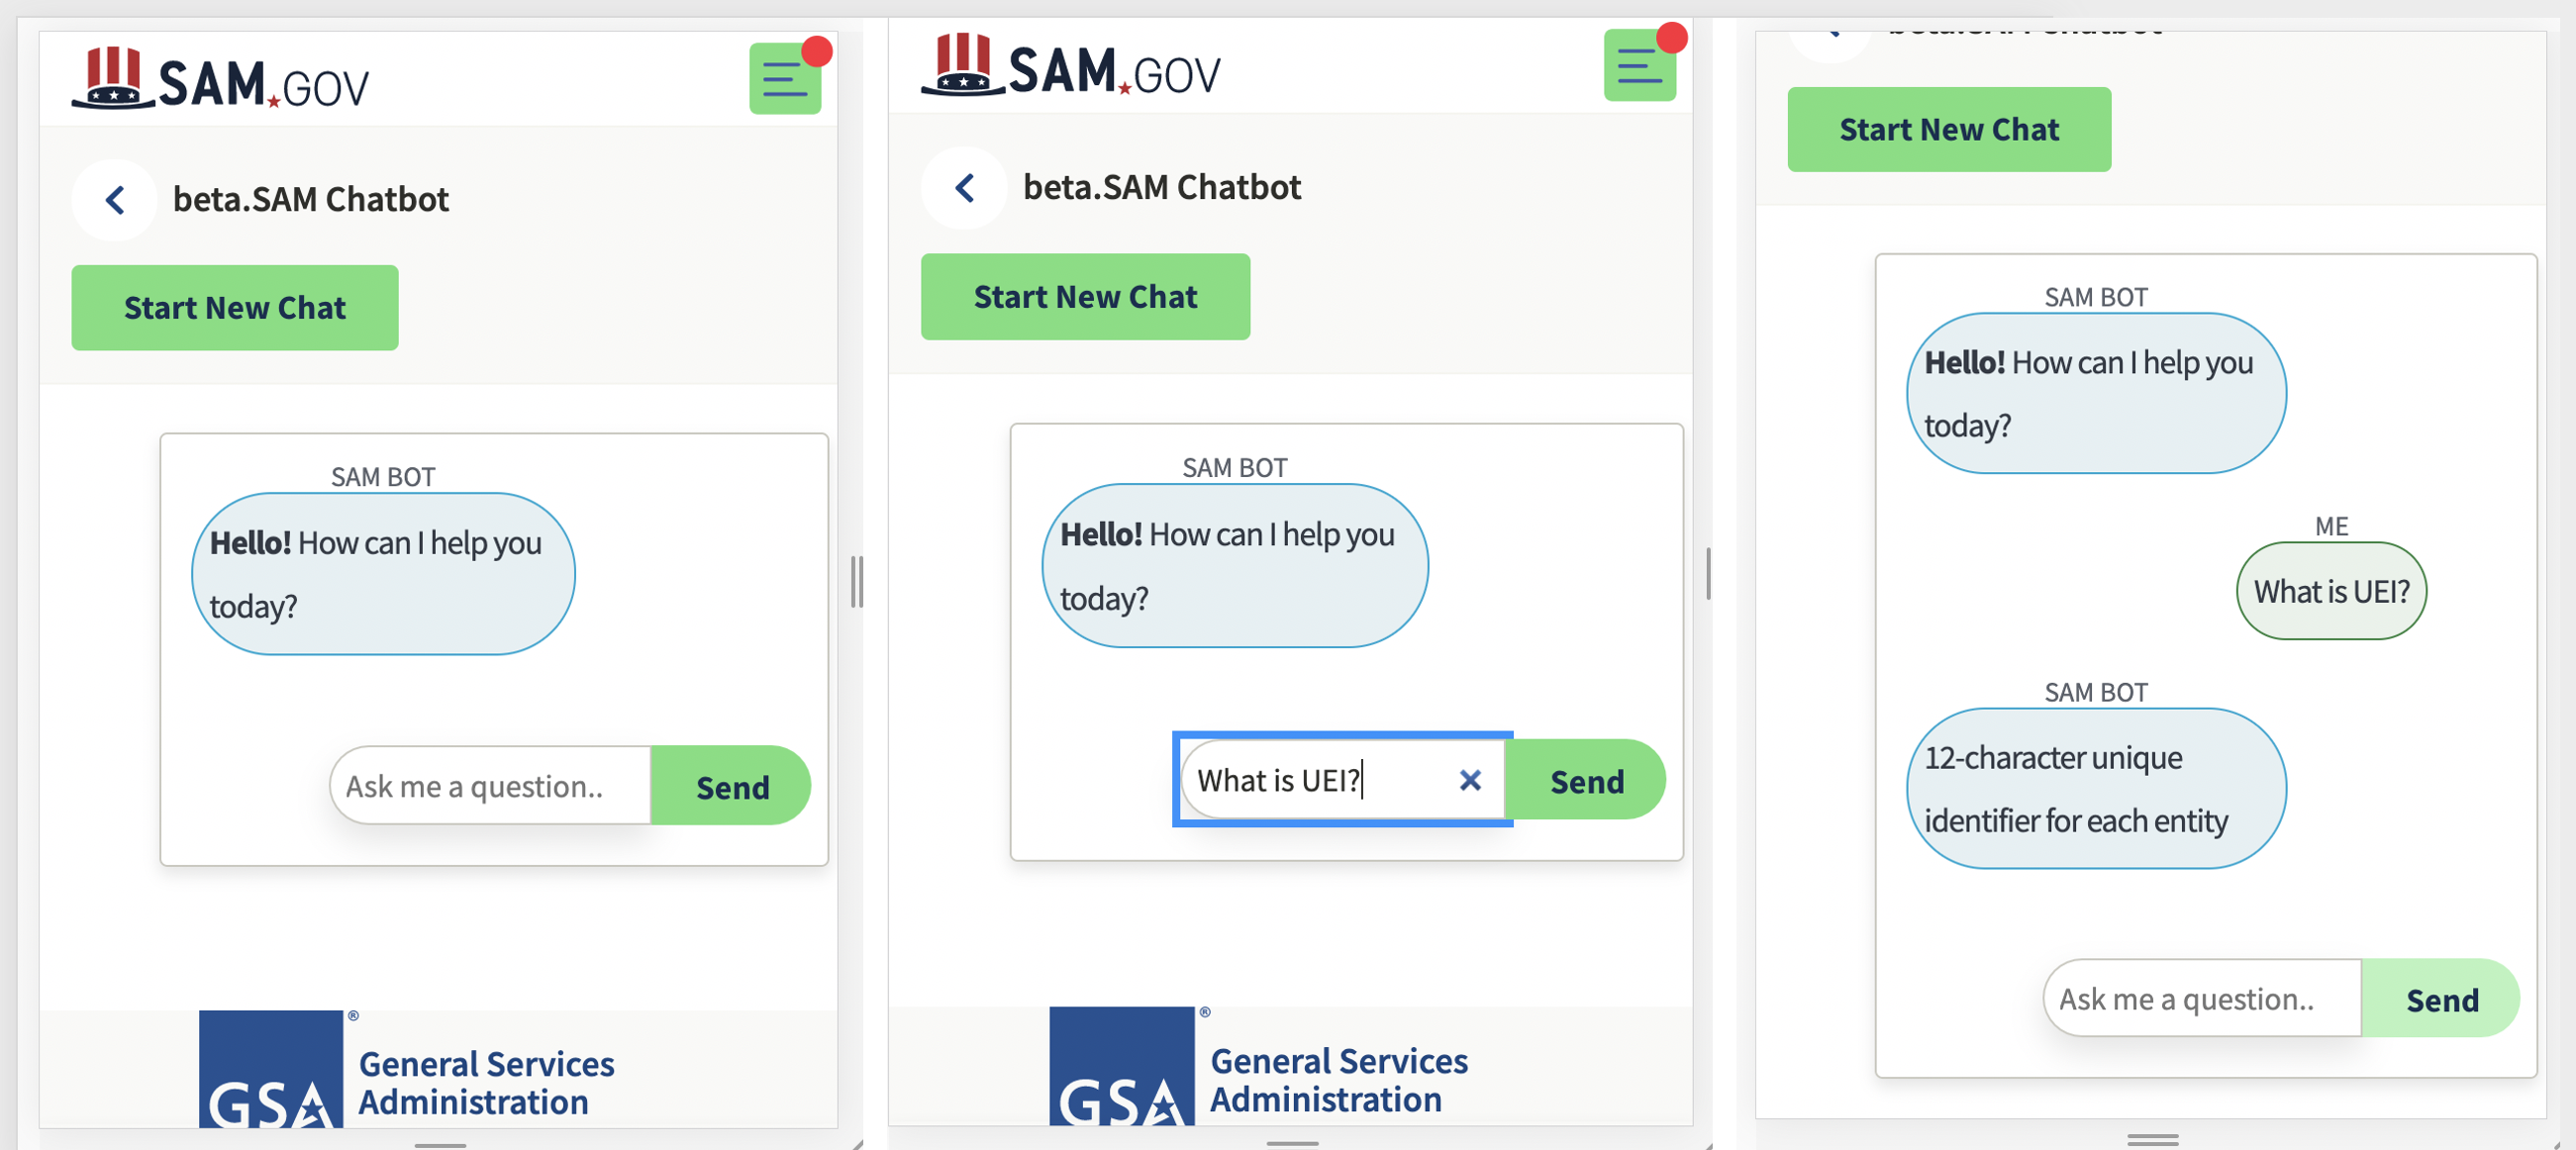 SAM.GOV
beta.SAM Chatbot
Start New Chat
SAM BOT
Hello! How can I help you
today?
Ask me a question..
Send
GSA®
General Services
Administration
SAM.GOV
beta.SAM Chatbot
Start New Chat
SAM BOT
Hello! How can I help you
today?
What is UEI?
Send
GSA®
General Services
Administration
beta.SAM Chatbot
Start New Chat
SAM BOT
Hello! How can I help you
today?
ME
What is UEI?
SAM BOT
12-character unique
identifier for each entity
Ask me a question..
Send